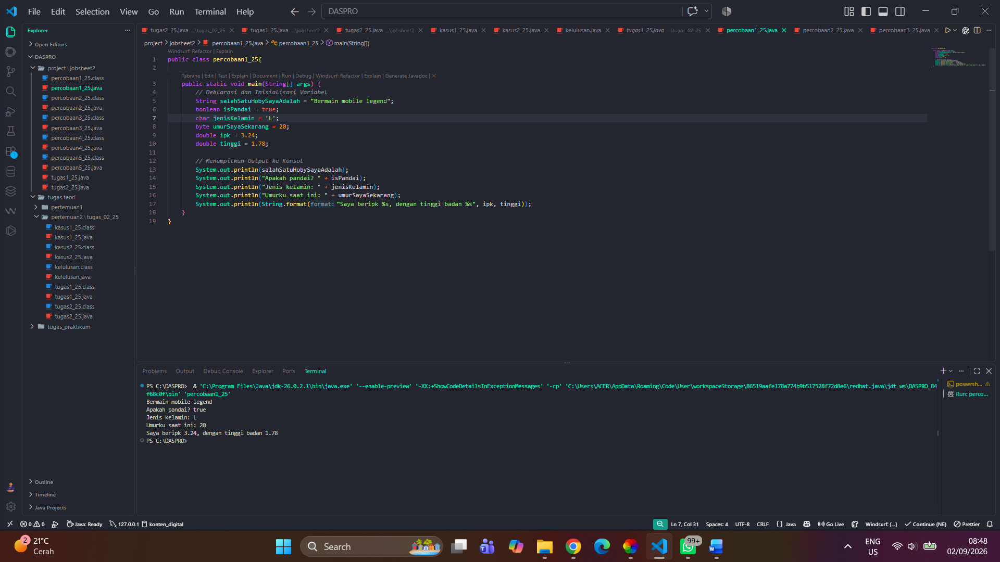 File Edit Selection View Go Run Terminal Help
DASPRO
Explorer
Open Editors
DASPRO
project \ jobsheet2
percobaan1_25.class
percobaan1_25.java
percobaan2_25.class
percobaan2_25.java
percobaan3_25.class
percobaan3_25.java
percobaan4_25.class
percobaan4_25.java
percobaan5_25.class
percobaan5_25.java
tugas1_25.java
tugas2_25.java
tugas teori
pertemuan1
pertemuan2 \ tugas_02_25
kasus1_25.class
kasus1_25.java
kasus2_25.class
kasus2_25.java
kelulusan.class
kelulusan.java
tugas1_25.class
tugas1_25.java
tugas2_25.class
tugas2_25.java
tugas_praktikum
Outline
Timeline
Java Projects
tugas2_25.java ...\tugas_02_25 tugas1_25.java ...\jobsheet2 tugas2_25.java ...\jobsheet2 kasus1_25.java kasus2_25.java kelulusan.java tugas1_25.java ...\tugas_02_25 percobaan1_25.java percobaan2_25.java percobaan3_25.java
project > jobsheet2 > percobaan1_25.java > percobaan1_25 > main(String[])
Windsurf: Refactor | Explain
1 public class percobaan1_25{
2
Tabnine | Edit | Test | Explain | Document | Run | Debug | Windsurf: Refactor | Explain | Generate Javadoc | ×
3 public static void main(String[] args) {
4 // Deklarasi dan Inisialisasi Variabel
5 String salahSatuHobySayaAdalah = "Bermain mobile legend";
6 boolean isPandai = true;
7 char jenisKelamin = 'L';
8 byte umurSayaSekarang = 20;
9 double ipk = 3.24;
10 double tinggi = 1.78;
11
12 // Menampilkan Output ke Konsol
13 System.out.println(salahSatuHobySayaAdalah);
14 System.out.println("Apakah pandai? " + isPandai);
15 System.out.println("Jenis kelamin: " + jenisKelamin);
16 System.out.println("Umurku saat ini: " + umurSayaSekarang);
17 System.out.println(String.format(format: "Saya beripk %s, dengan tinggi badan %s", ipk, tinggi));
18 }
19 }
Problems Output Debug Console Explorer Ports Terminal
PS C:\DASPRO>  & 'C:\Program Files\Java\jdk-26.0.2.1\bin\java.exe' '--enable-preview' '-XX:+ShowCodeDetailsInExceptionMessages' '-cp' 'C:\Users\ACER\AppData\Roaming\Code\User\workspaceStorage\86519aafe178a774b9b517528f72d8e6\redhat.java\jdt_ws\DASPRO_84
f68c0f\bin' 'percobaan1_25'
Bermain mobile legend
Apakah pandai? true
Jenis kelamin: L
Umurku saat ini: 20
Saya beripk 3.24, dengan tinggi badan 1.78
PS C:\DASPRO>
powersh...
Run: perco...
0 0 Java: Ready 127.0.0.1 konten_digital
Ln 7, Col 31 Spaces: 4 UTF-8 CRLF {} Java Go Live Windsurf: {...} Continue (NE) Prettier
2
21°C
Cerah
Search
99+
ENG
US
08:48
02/09/2026